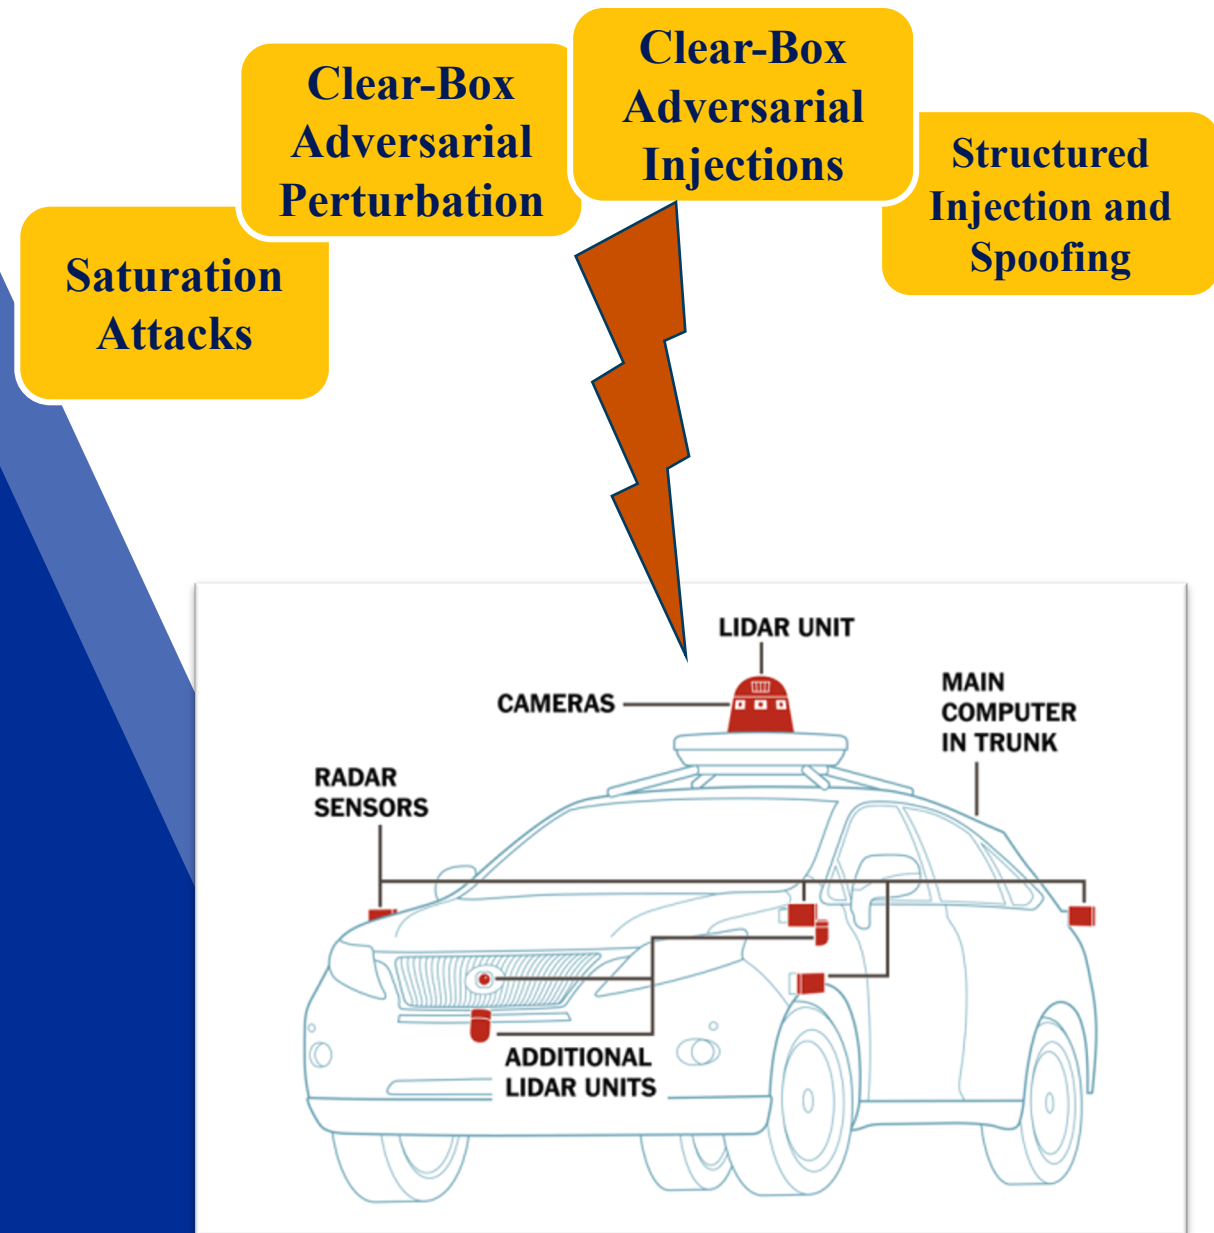 Clear-Box
Adversarial
Perturbation
Clear-Box
Adversarial
Injections
Structured
Injection and
Spoofing
Saturation
Attacks
LIDAR UNIT
CAMERAS
MAIN
COMPUTER
IN TRUNK
RADAR
SENSORS
ADDITIONAL
LIDAR UNITS